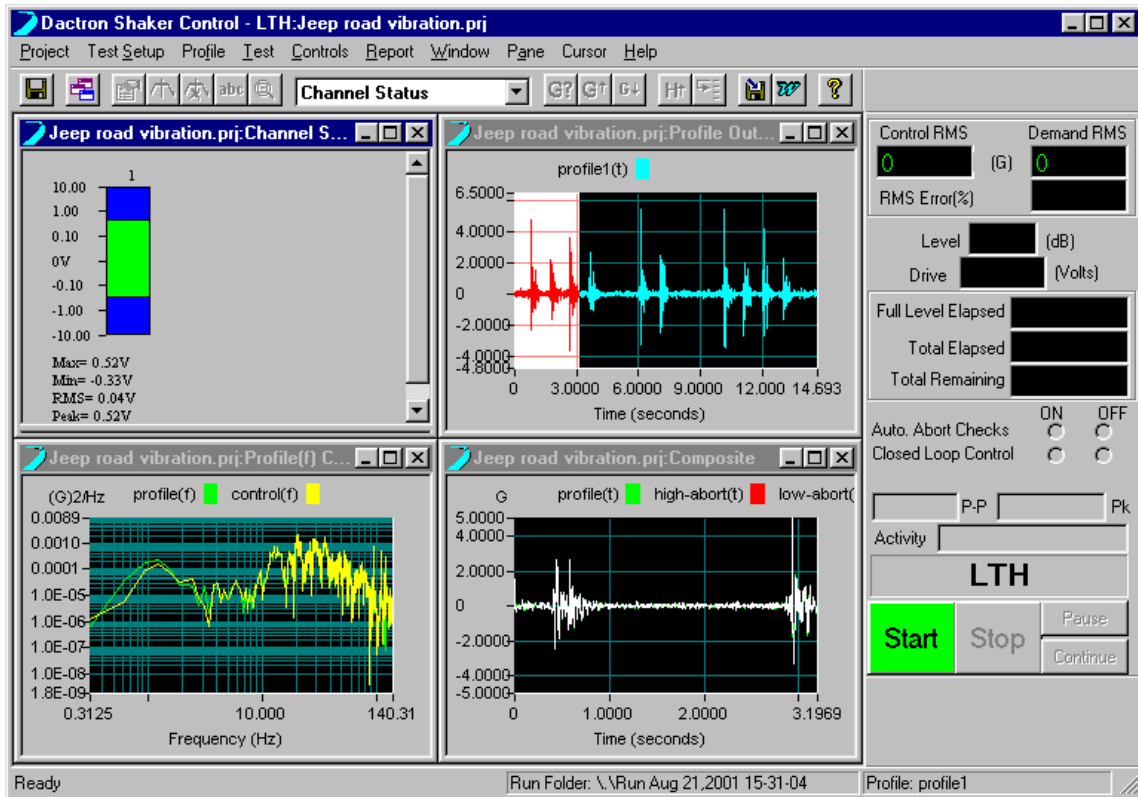 Dactron Shaker Control - LTH:Jeep road vibration.prj
Project Test Setup Profile Test Controls Report Window Pane Cursor Help
abc Channel Status G? G↑ G↓ H↑ W ?
Jeep road vibration.prj:Channel S...
1
10.00
1.00
0.10
0V
-0.10
-1.00
-10.00
Max= 0.52V
Min= -0.33V
RMS= 0.04V
Peak= 0.52V
Jeep road vibration.prj:Profile Out...
profile1(t)
6.5000
4.0000
2.0000
0
-2.0000
-4.0000
-4.8000
0 3.0000 6.0000 9.0000 12.000 14.693
Time (seconds)
Control RMS Demand RMS
0 (G) 0
RMS Error(%)
Level (dB)
Drive (Volts)
Full Level Elapsed
Total Elapsed
Total Remaining
ON OFF
Auto. Abort Checks
Closed Loop Control
Jeep road vibration.prj:Profile(f) C...
(G)2/Hz profile(f) control(f)
0.0089
0.0010
0.0001
1.0E-05
1.0E-06
1.0E-07
1.0E-08
1.8E-09
0.3125 10.000 140.31
Frequency (Hz)
Jeep road vibration.prj:Composite
G profile(t) high-abort(t) low-abort(
5.0000
4.0000
2.0000
0
-2.0000
-4.0000
-5.0000
0 1.0000 2.0000 3.1969
Time (seconds)
P-P Pk
Activity
LTH
Start Stop Pause
Continue
Ready Run Folder: \.\Run Aug 21,2001 15-31-04 Profile: profile1